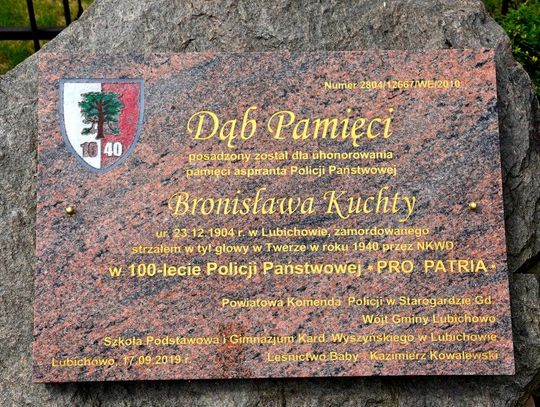 Numer 2804/12667/WE/2010
19 40
Dąb Pamięci
posadzony został dla uhonorowania
pamięci aspiranta Policji Państwowej
Bronisława Kuchty
ur. 23.12.1904 r. w Lubichowie, zamordowanego
strzałem w tył głowy w Twerze w roku 1940 przez NKWD
w 100-lecie Policji Państwowej • PRO PATRIA •
Powiatowa Komenda Policji w Starogardzie Gd.
Wójt Gminy Lubichowo
Szkoła Podstawowa i Gimnazjum Kard. Wyszyńskiego w Lubichowie
Lubichowo, 17.09.2019 r. Leśnictwo Baby - Kazimierz Kowalewski